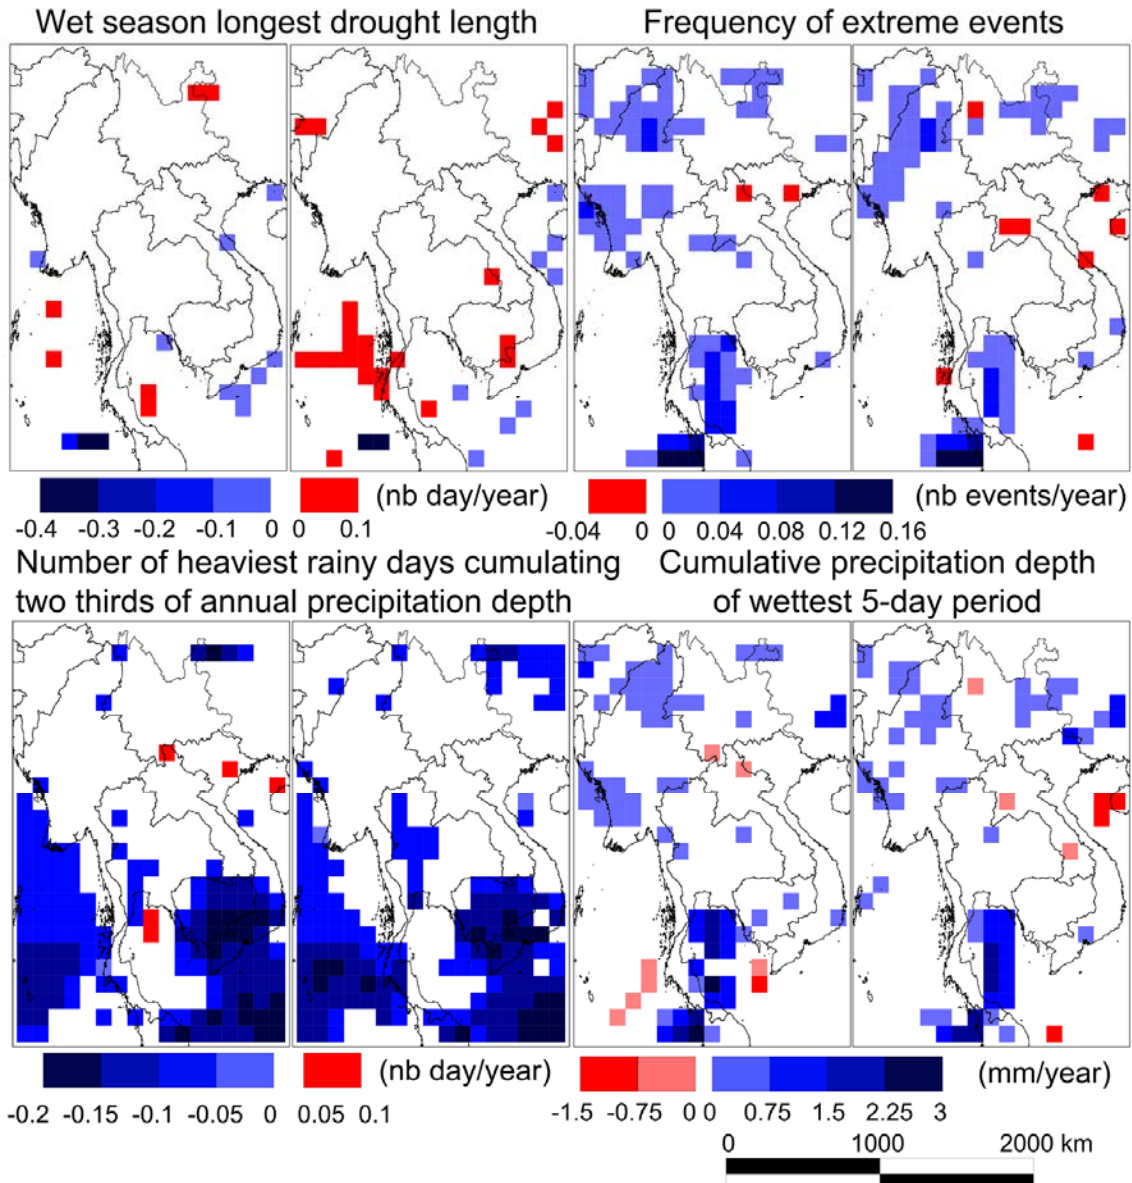 Wet season longest drought length
Frequency of extreme events
(nb day/year)
(nb events/year)
-0.4 -0.3 -0.2 -0.1 0
0 0.1
-0.04 0
0 0.04 0.08 0.12 0.16
Number of heaviest rainy days cumulating
two thirds of annual precipitation depth
Cumulative precipitation depth
of wettest 5-day period
(nb day/year)
(mm/year)
-0.2 -0.15 -0.1 -0.05 0
0.05 0.1
-1.5 -0.75 0
0 0.75 1.5 2.25 3
0 1000 2000 km